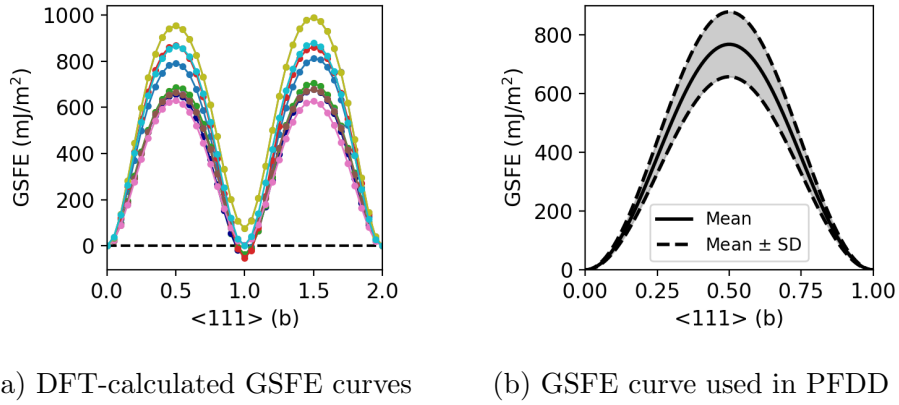 1000
800
600
400
200
0
GSFE (mJ/m²)
0.0 0.5 1.0 1.5 2.0
<111> (b)
800
600
400
200
0
GSFE (mJ/m²)
Mean
Mean ± SD
0.00 0.25 0.50 0.75 1.00
<111> (b)
a) DFT-calculated GSFE curves
(b) GSFE curve used in PFDD